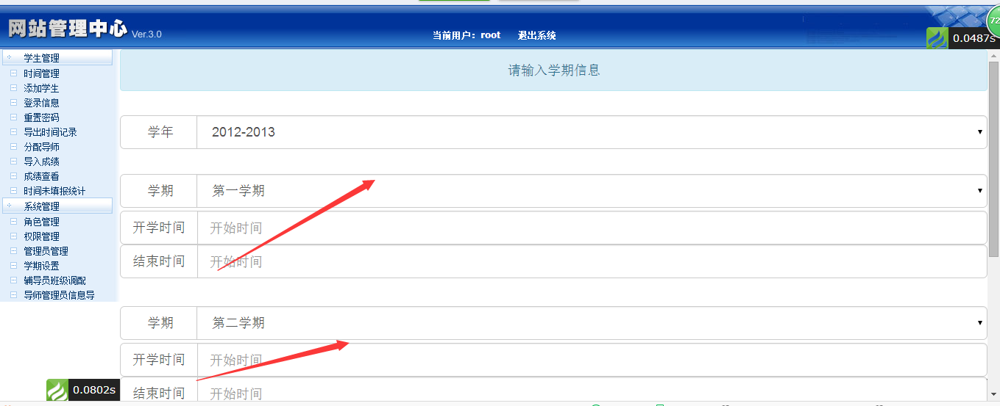 网站管理中心 Ver.3.0
当前用户：root 退出系统
72
0.0487s
学生管理
时间管理
添加学生
登录信息
重置密码
导出时间记录
分配导师
导入成绩
成绩查看
时间未填报统计
系统管理
角色管理
权限管理
管理员管理
学期设置
辅导员班级调配
导师管理员信息导
请输入学期信息
学年 2012-2013
学期 第一学期
开学时间 开始时间
结束时间 开始时间
学期 第二学期
开学时间 开始时间
结束时间 开始时间
0.0802s